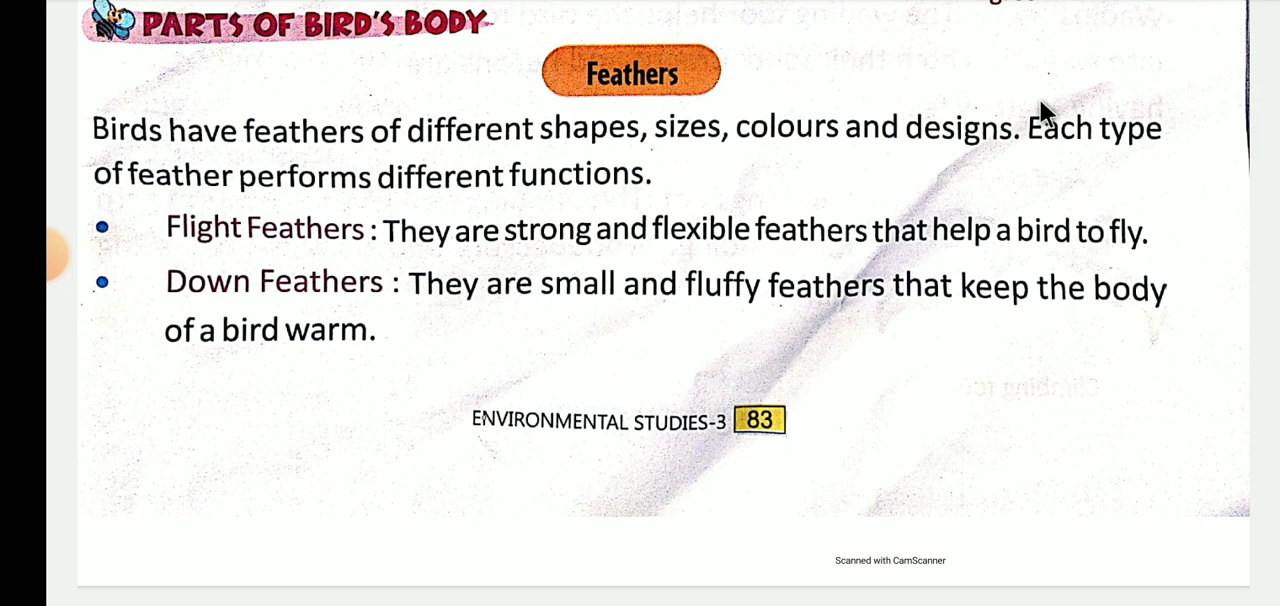 PARTS OF BIRD'S BODY
Feathers
Birds have feathers of different shapes, sizes, colours and designs. Each type
of feather performs different functions.
• Flight Feathers : They are strong and flexible feathers that help a bird to fly.
• Down Feathers : They are small and fluffy feathers that keep the body
of a bird warm.
ENVIRONMENTAL STUDIES-3 83
Scanned with CamScanner